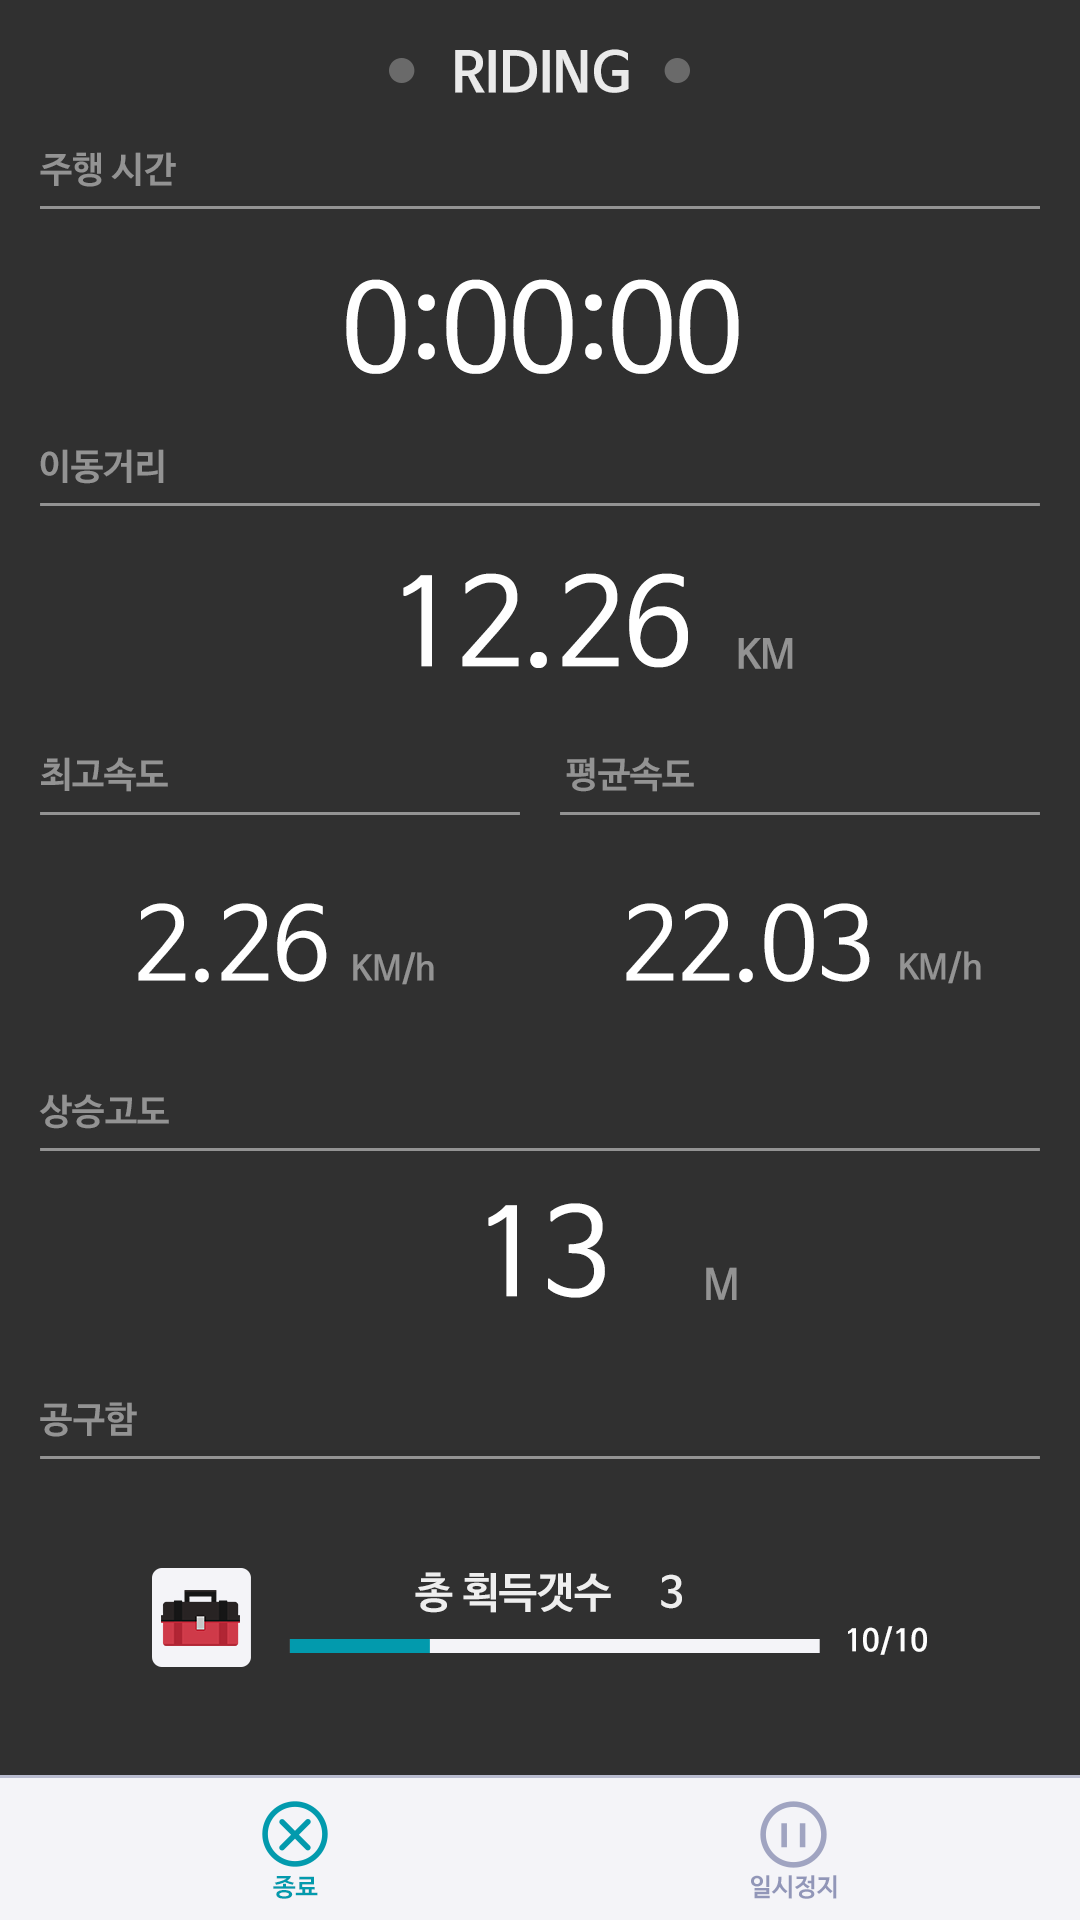 RIDING
주행 시간
0:00:00
이동거리
12.26 KM
최고속도 평균속도
2.26 KM/h 22.03 KM/h
상승고도
13 M
공구함
총 획득갯수 3
10/10
종료 일시정지